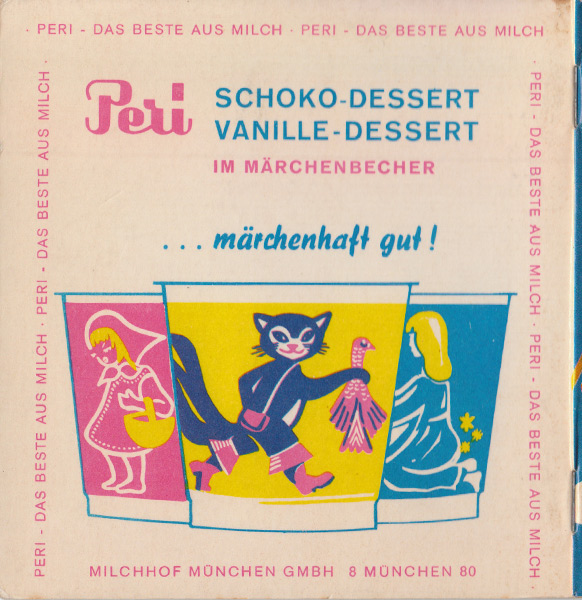 · PERI - DAS BESTE AUS MILCH · PERI - DAS BESTE AUS MILCH
PERI - DAS BESTE AUS MILCH · PERI - DAS BESTE AUS MILCH ·
· PERI - DAS BESTE AUS MILCH · PERI - DAS BESTE AUS MILCH ·
Peri
SCHOKO-DESSERT
VANILLE-DESSERT
IM MÄRCHENBECHER
... märchenhaft gut!
MILCHHOF MÜNCHEN GMBH 8 MÜNCHEN 80